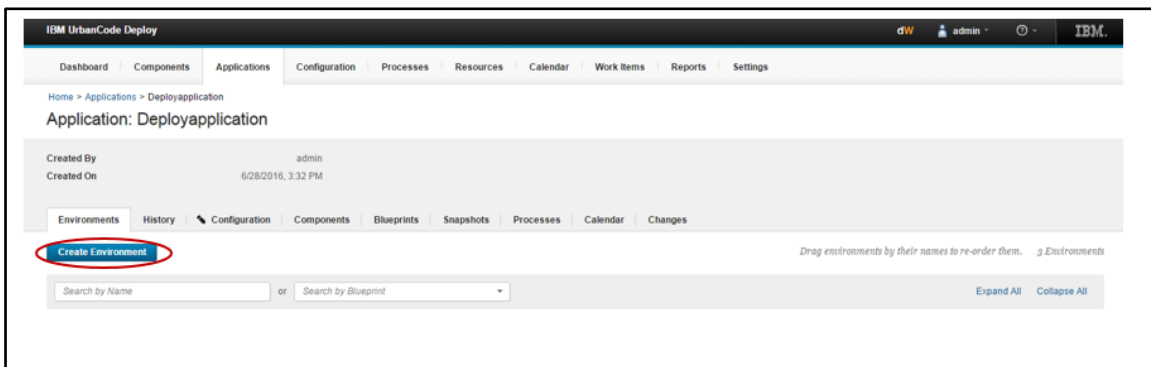 IBM UrbanCode Deploy dW admin IBM.
Dashboard Components Applications Configuration Processes Resources Calendar Work Items Reports Settings
Home > Applications > Deployapplication
Application: Deployapplication
Created By admin
Created On 6/28/2016, 3:32 PM
Environments History Configuration Components Blueprints Snapshots Processes Calendar Changes
Create Environment Drag environments by their names to re-order them. 3 Environments
Search by Name or Search by Blueprint Expand All Collapse All